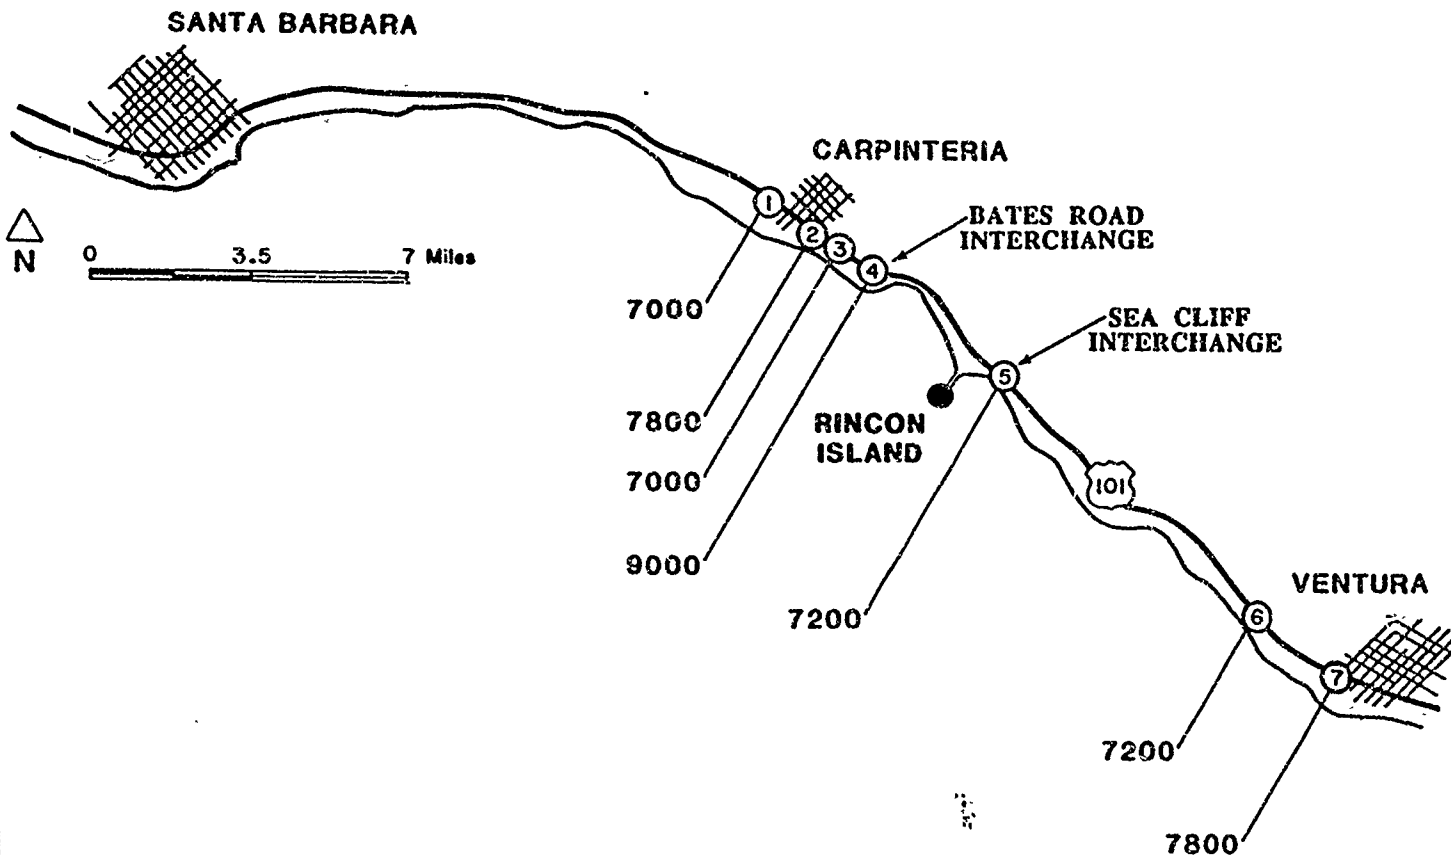 SANTA BARBARA
CARPINTERIA
BATES ROAD
INTERCHANGE
1
2
3
4
N
0 3.5 7 Miles
7000
SEA CLIFF
INTERCHANGE
5
7800
RINCON
ISLAND
7000
101
9000
VENTURA
7200
6
7
7200
7800